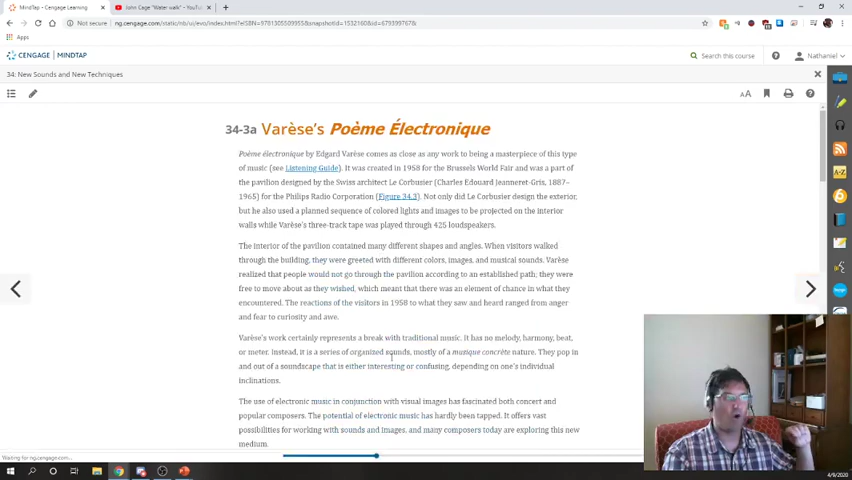 MindTap - Cengage Learning
John Cage "Water walk" - YouT
Not secure
ng.cengage.com/static/nb/ui/evo/index.html?eISBN=9781305509955&snapshotId=1532160&id=679399767&
Apps
CENGAGE | MINDTAP
Search this course
Nathaniel
34: New Sounds and New Techniques
AA
34-3a Varèse's Poème Électronique
Poème électronique by Edgard Varèse comes as close as any work to being a masterpiece of this type
of music (see Listening Guide). It was created in 1958 for the Brussels World Fair and was a part of
the pavilion designed by the Swiss architect Le Corbusier (Charles Edouard Jeanneret-Gris, 1887–
1965) for the Philips Radio Corporation (Figure 34.3). Not only did Le Corbusier design the exterior,
but he also used a planned sequence of colored lights and images to be projected on the interior
walls while Varèse's three-track tape was played through 425 loudspeakers.
The interior of the pavilion contained many different shapes and angles. When visitors walked
through the building, they were greeted with different colors, images, and musical sounds. Varèse
realized that people would not go through the pavilion according to an established path; they were
free to move about as they wished, which meant that there was an element of chance in what they
encountered. The reactions of the visitors in 1958 to what they saw and heard ranged from anger
and fear to curiosity and awe.
Varèse's work certainly represents a break with traditional music. It has no melody, harmony, beat,
or meter. Instead, it is a series of organized sounds, mostly of a musique concrète nature. They pop in
and out of a soundscape that is either interesting or confusing, depending on one's individual
inclinations.
The use of electronic music in conjunction with visual images has fascinated both concert and
popular composers. The potential of electronic music has hardly been tapped. It offers vast
possibilities for working with sounds and images, and many composers today are exploring this new
medium.
A-Z
Waiting for ng.cengage.com...
4/9/2020